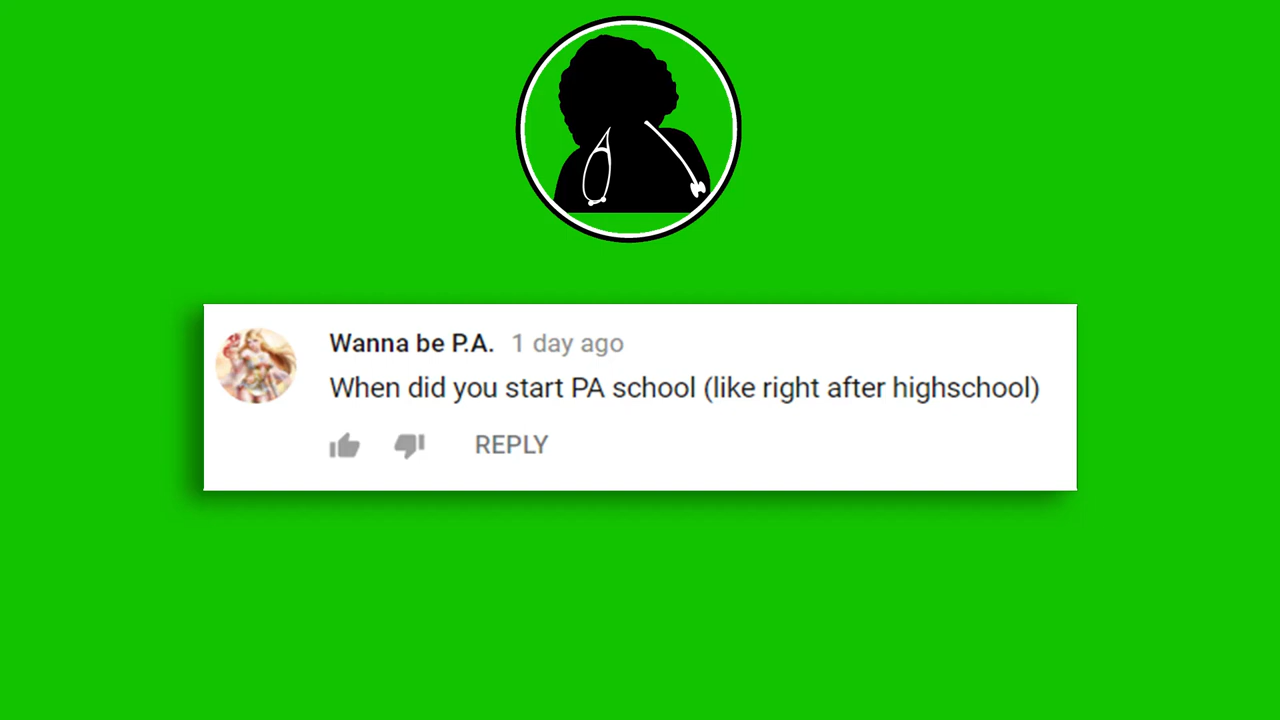 Wanna be P.A. 1 day ago
When did you start PA school (like right after highschool)
REPLY